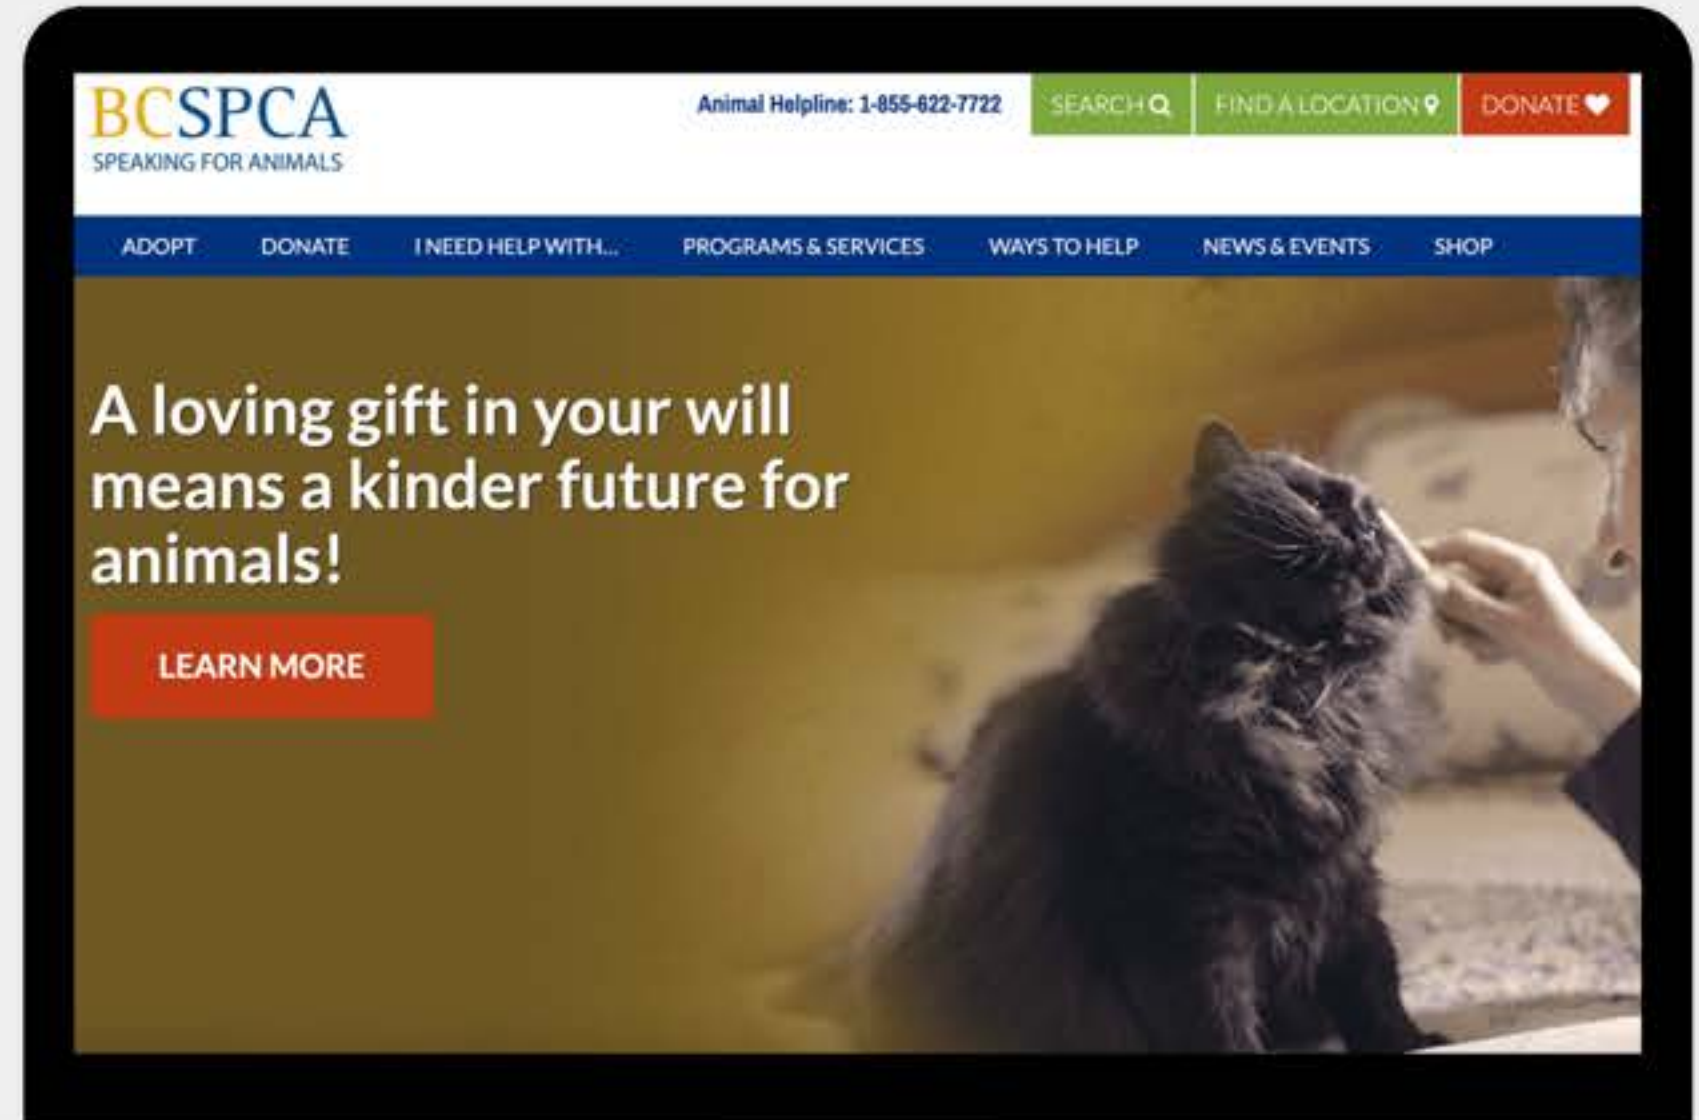 BCSPCA
SPEAKING FOR ANIMALS
Animal Helpline: 1-855-622-7722
SEARCH
FIND A LOCATION
DONATE
ADOPT
DONATE
I NEED HELP WITH...
PROGRAMS & SERVICES
WAYS TO HELP
NEWS & EVENTS
SHOP
A loving gift in your will
means a kinder future for
animals!
LEARN MORE